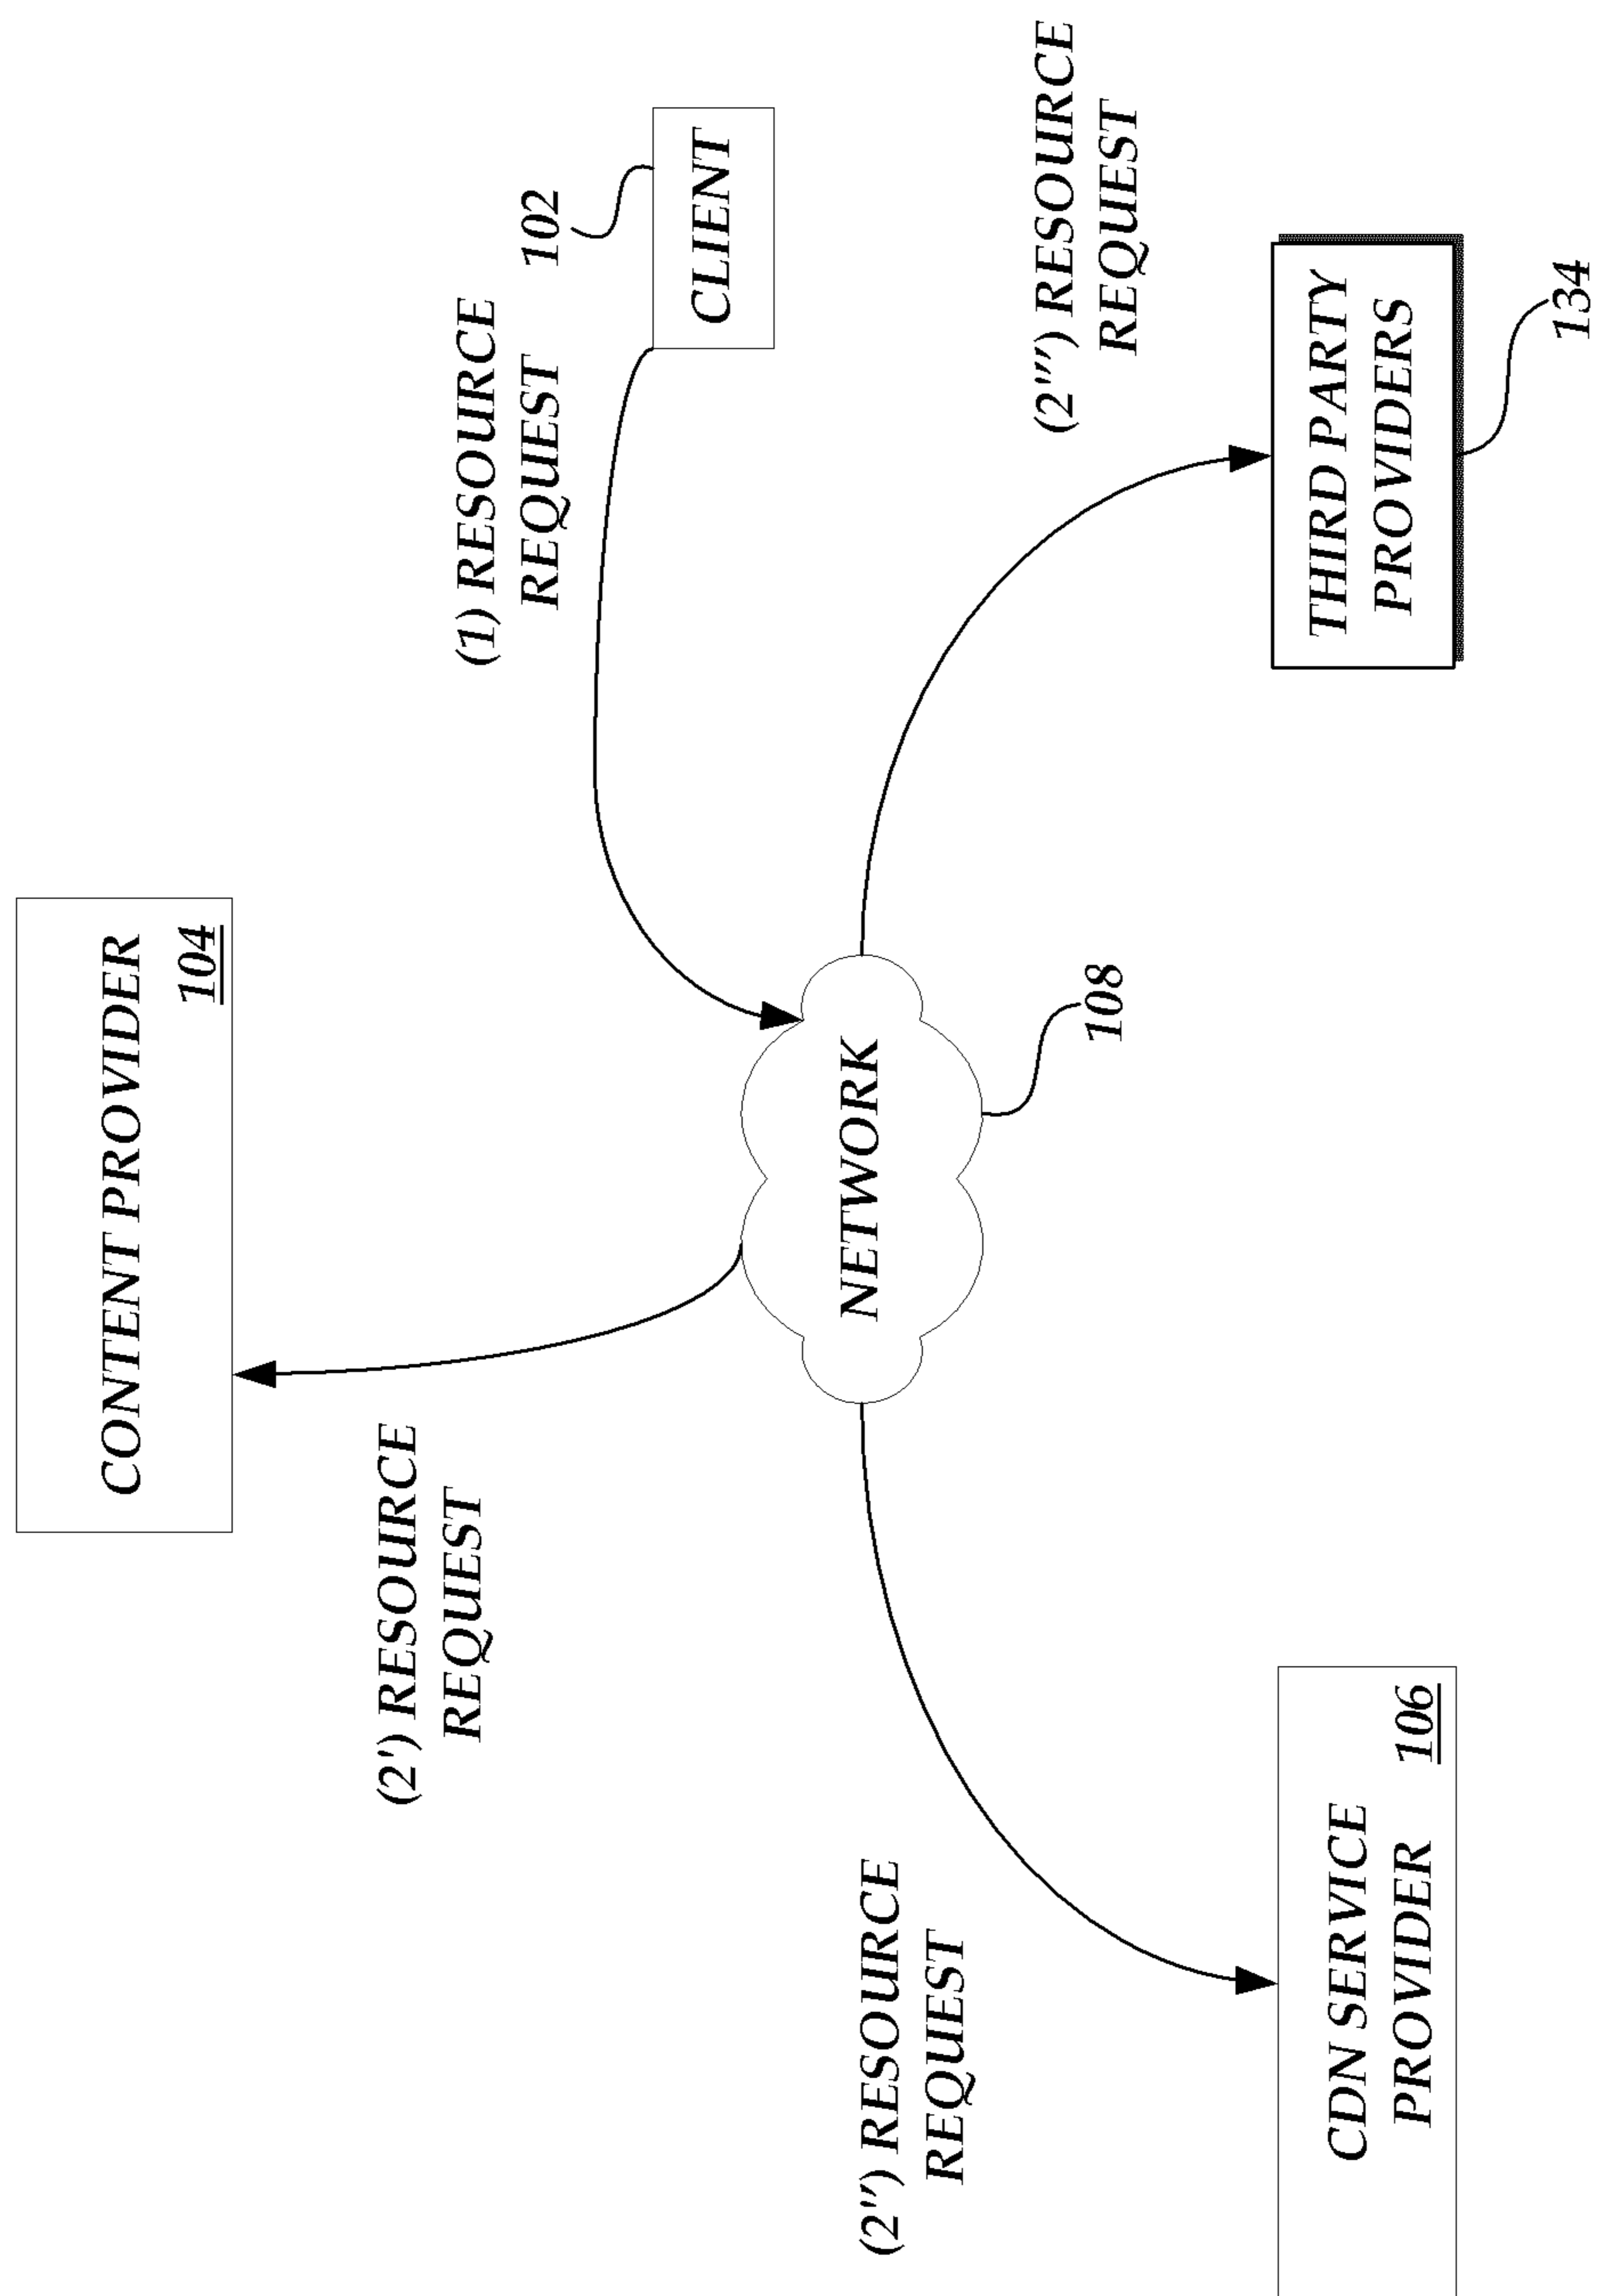 CONTENT PROVIDER
104
(2') RESOURCE
REQUEST
(1) RESOURCE
REQUEST
102
CLIENT
NETWORK
108
(2'') RESOURCE
REQUEST
(2''') RESOURCE
REQUEST
CDN SERVICE
PROVIDER
106
THIRD PARTY
PROVIDERS
134